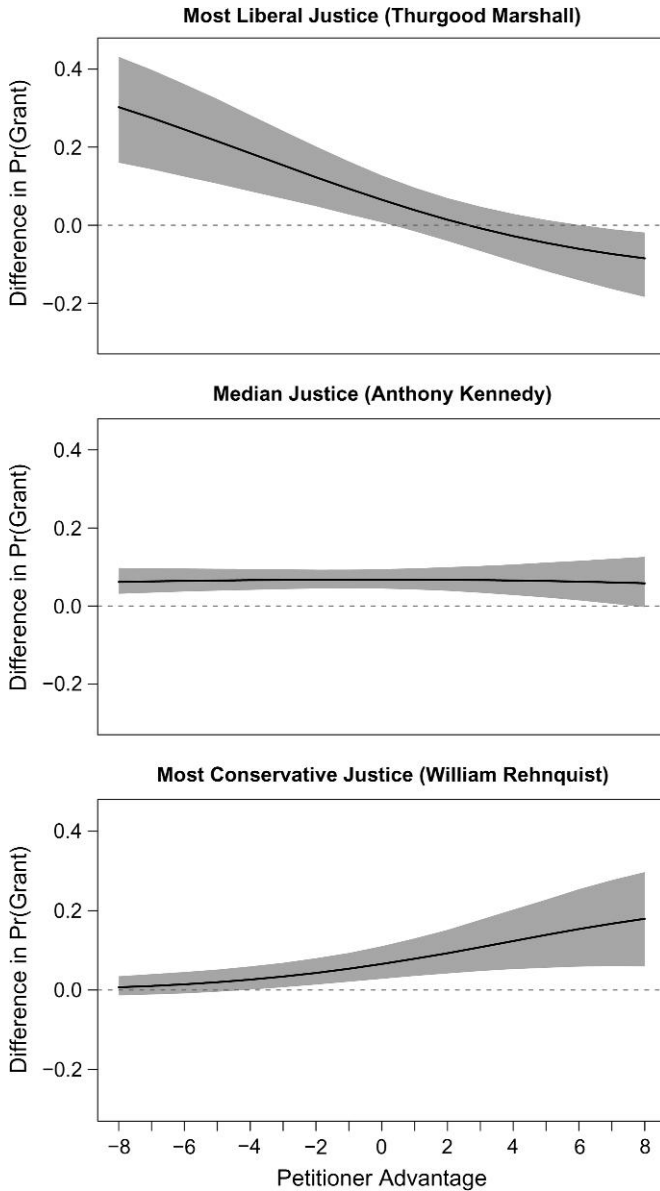 Most Liberal Justice (Thurgood Marshall)
Difference in Pr(Grant)
0.4
0.2
0.0
−0.2
Median Justice (Anthony Kennedy)
Difference in Pr(Grant)
0.4
0.2
0.0
−0.2
Most Conservative Justice (William Rehnquist)
Difference in Pr(Grant)
0.4
0.2
0.0
−0.2
−8 −6 −4 −2 0 2 4 6 8
Petitioner Advantage